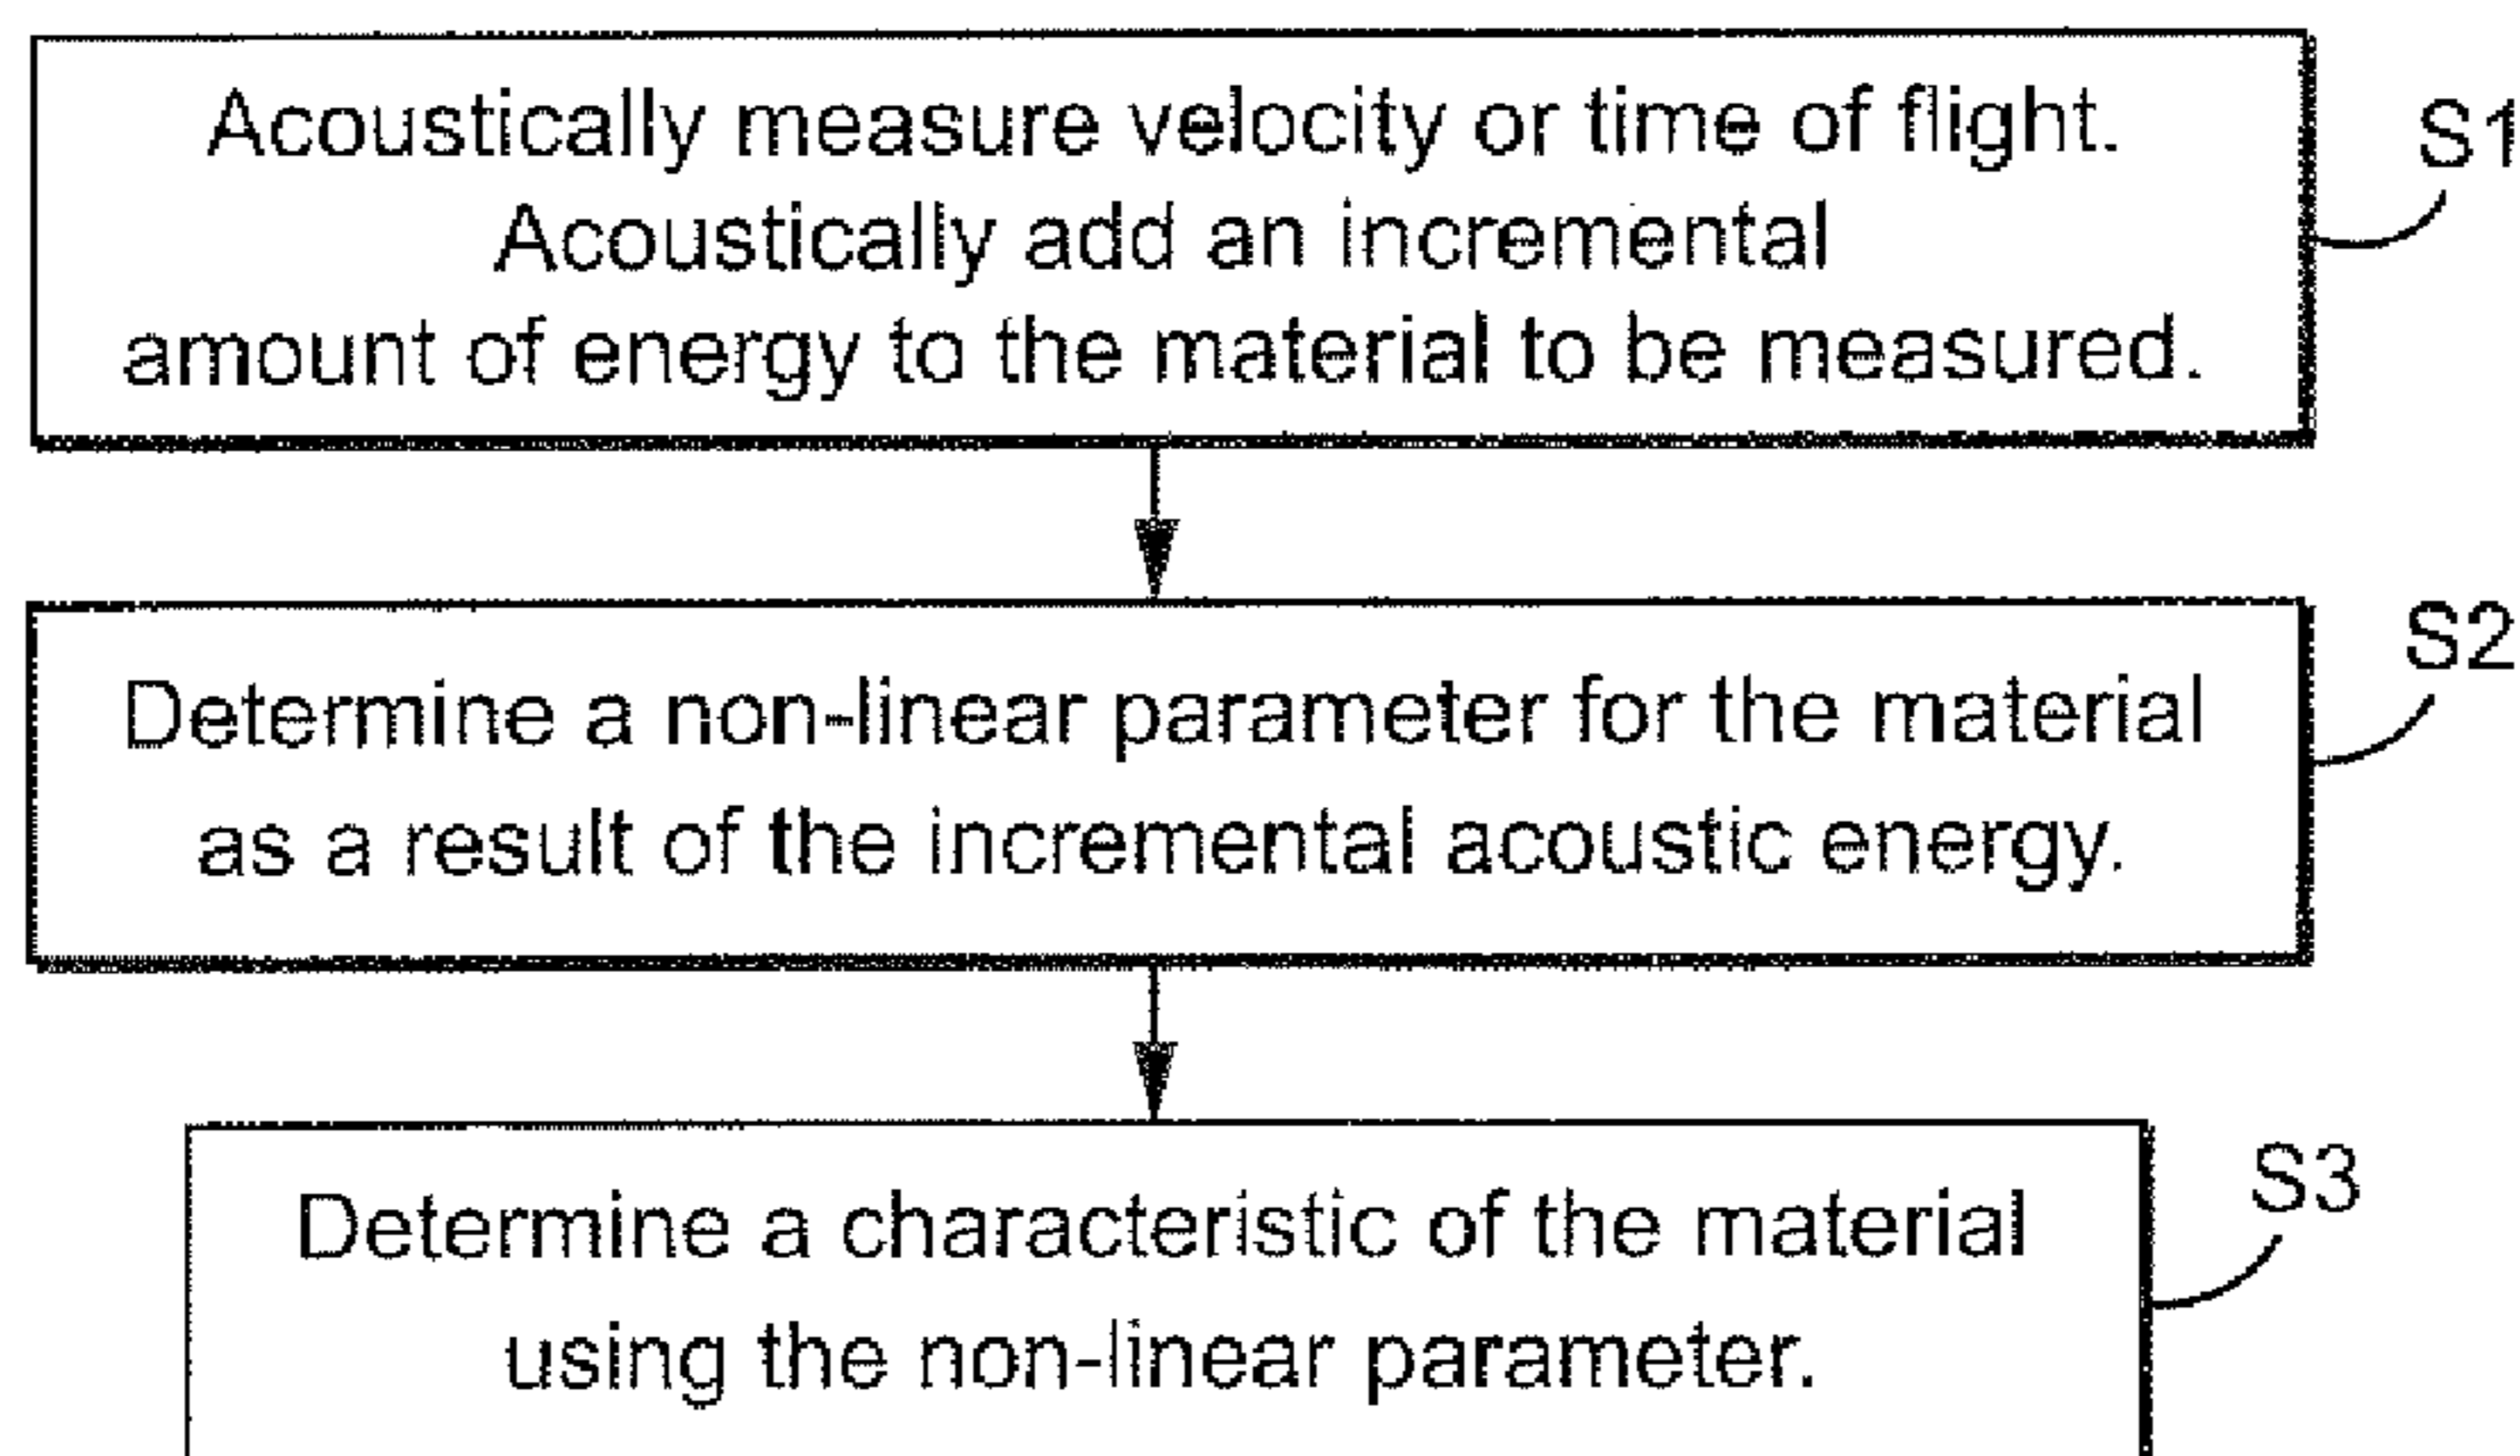 Acoustically measure velocity or time of flight.
S1
Acoustically add an incremental
amount of energy to the material to be measured.
S2
Determine a non-linear parameter for the material
as a result of the incremental acoustic energy.
S3
Determine a characteristic of the material
using the non-linear parameter.